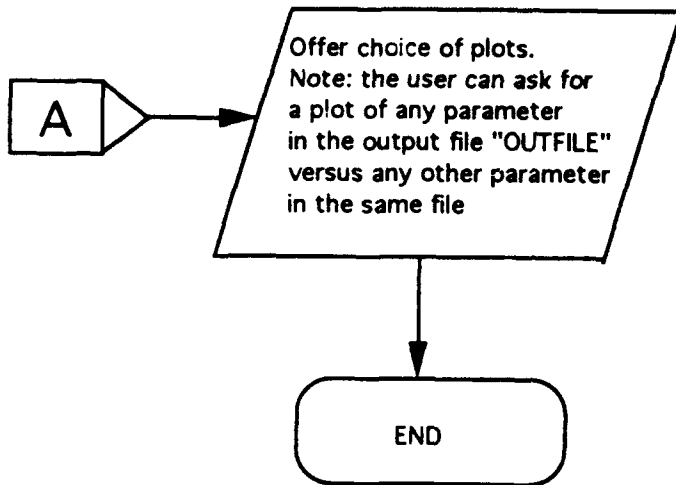 A
Offer choice of plots.
Note: the user can ask for
a plot of any parameter
in the output file "OUTFILE"
versus any other parameter
in the same file
END